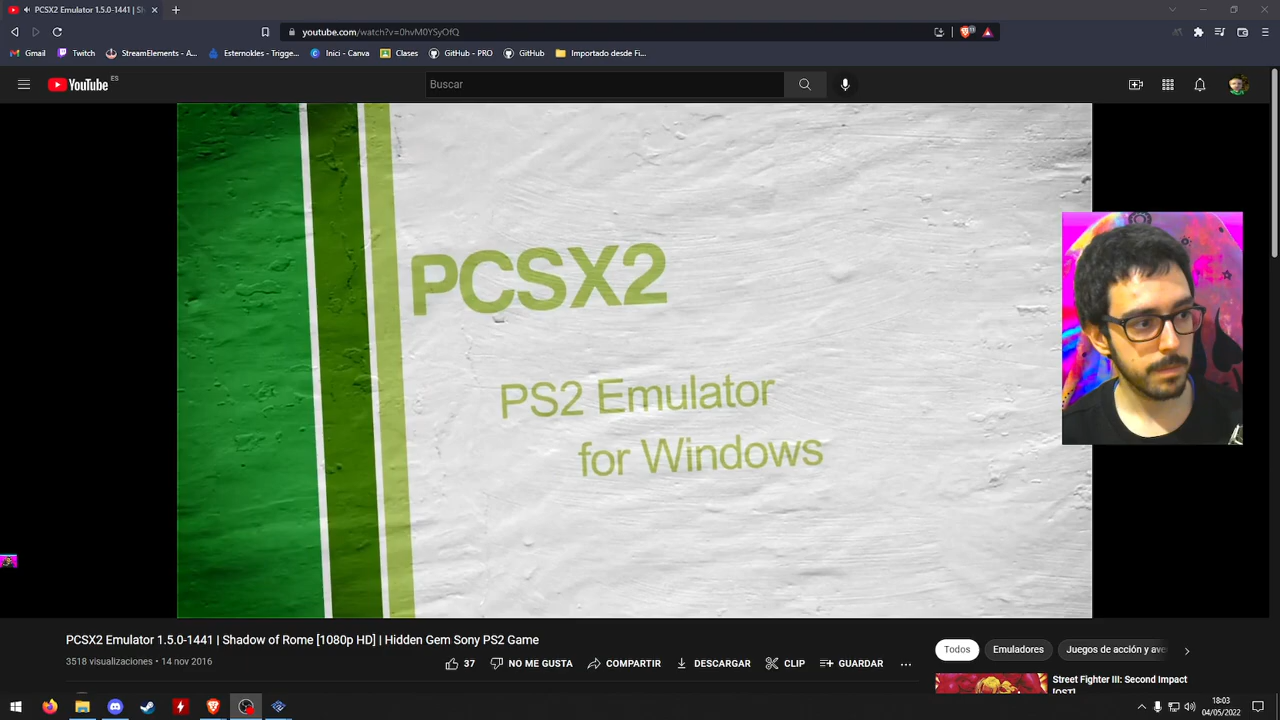 PCSX2 Emulator 1.5.0-1441 | Sh
youtube.com/watch?v=0hvM0YSyOfQ
Gmail
Twitch
StreamElements - A...
Esternokles - Trigge...
Inici - Canva
Clases
GitHub - PRO
GitHub
Importado desde Fi...
YouTube ES
Buscar
PCSX2
PS2 Emulator
for Windows
PCSX2 Emulator 1.5.0-1441 | Shadow of Rome [1080p HD] | Hidden Gem Sony PS2 Game
3518 visualizaciones • 14 nov 2016
37
NO ME GUSTA
COMPARTIR
DESCARGAR
CLIP
GUARDAR
Todos
Emuladores
Juegos de acción y ave
Street Fighter III: Second Impact
[OST]
18:03
04/05/2022